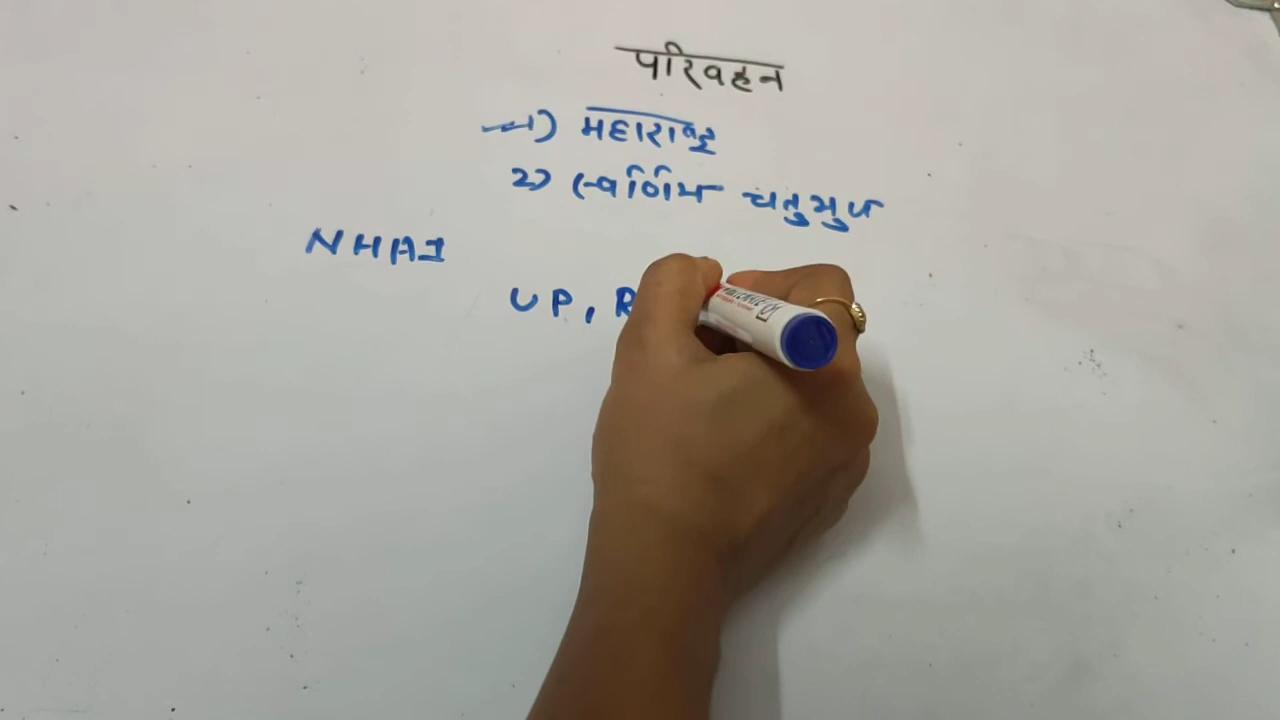 परिवहन
1) महाराष्ट्र
2) स्वर्णिम चतुर्भुज
NHAI
UP, R